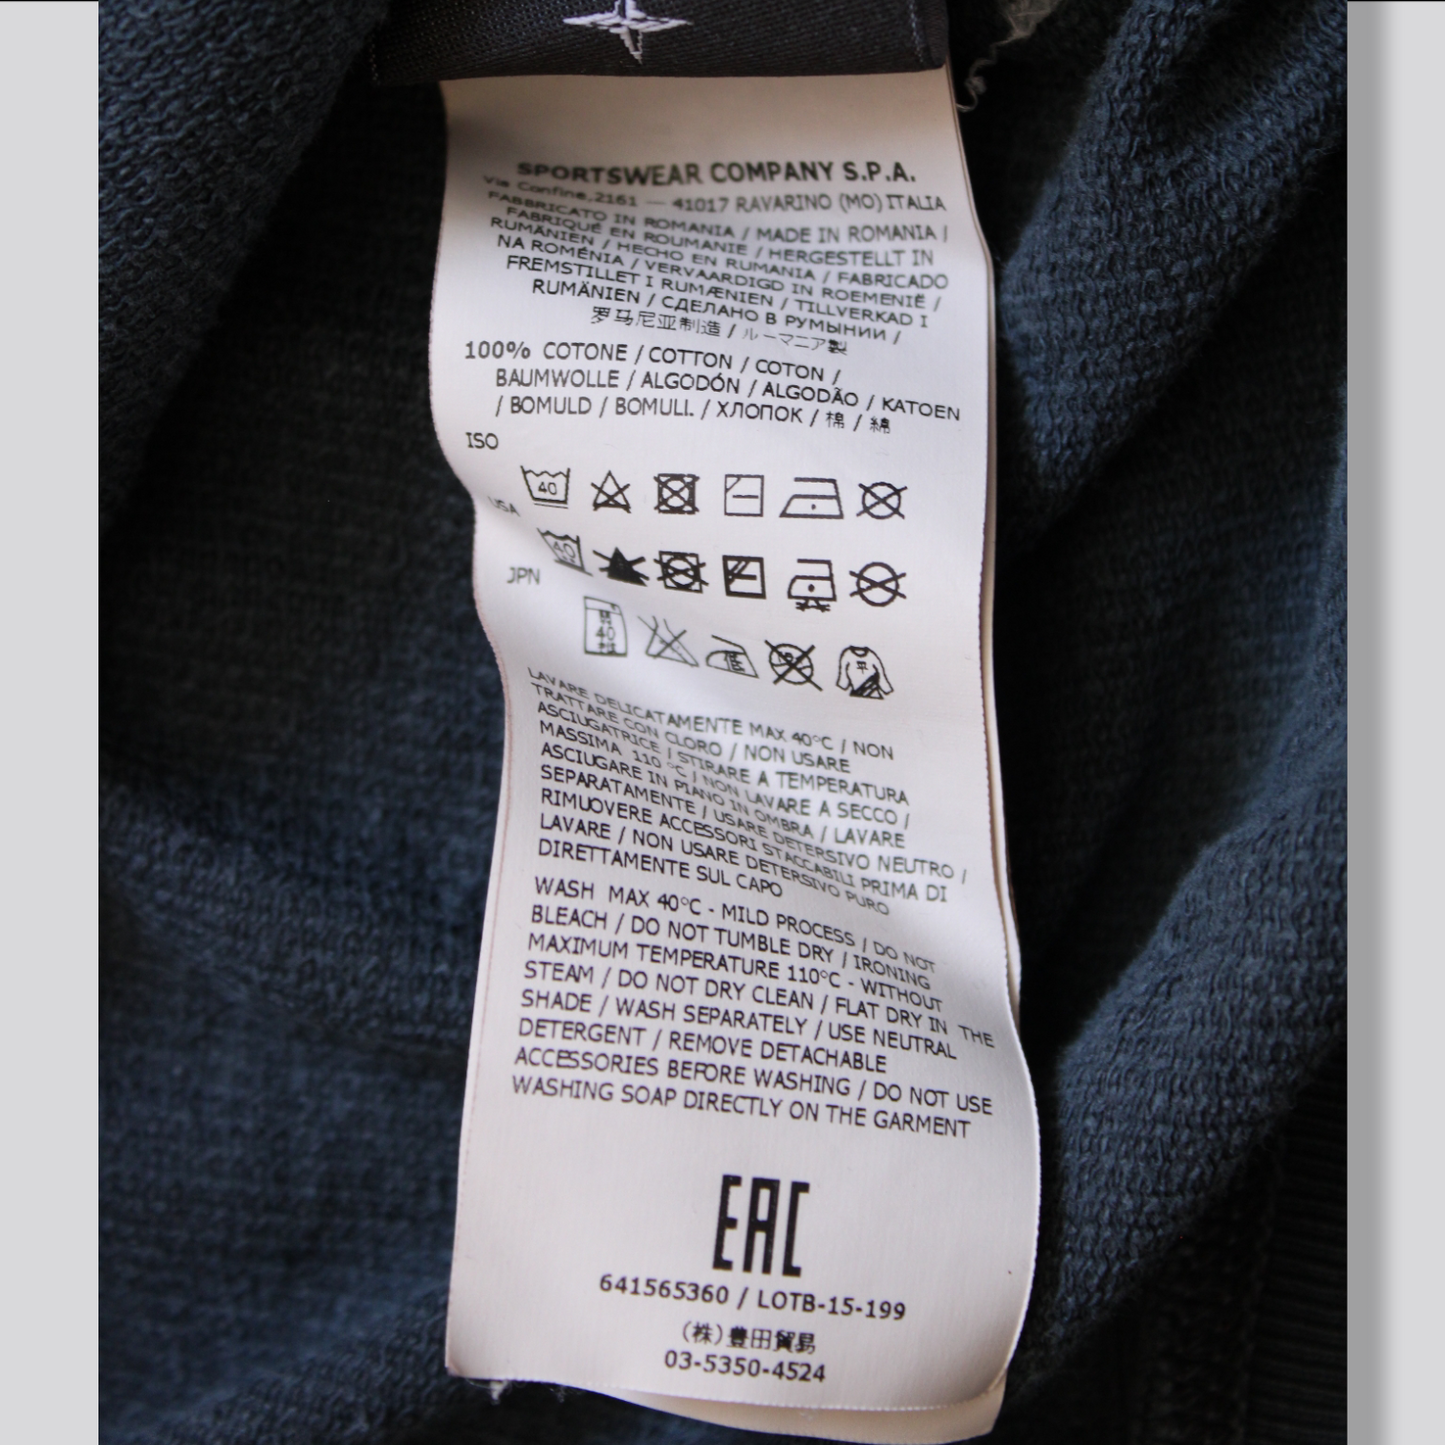 SPORTSWEAR COMPANY S.P.A.
Via Confine,2161 — 41017 RAVARINO (MO) ITALIA
FABBRICATO IN ROMANIA / MADE IN ROMANIA /
FABRIQUÉ EN ROUMANIE / HERGESTELLT IN
RUMÄNIEN / HECHO EN RUMANIA / FABRICADO
NA ROMÉNIA / VERVAARDIGD IN ROEMENIË /
FREMSTILLET I RUMÆNIEN / TILLVERKAD I
RUMÄNIEN / СДЕЛАНО В РУМЫНИИ /
罗马尼亚制造 / ルーマニア製
100% COTONE / COTTON / COTON /
BAUMWOLLE / ALGODÓN / ALGODÃO / KATOEN
/ BOMULD / BOMULL / ХЛОПОК / 棉 / 綿
ISO
40
USA
40
JPN
40
低
平
LAVARE DELICATAMENTE MAX 40°C / NON
TRATTARE CON CLORO / NON USARE
ASCIUGATRICE / STIRARE A TEMPERATURA
MASSIMA 110 °C / NON LAVARE A SECCO /
ASCIUGARE IN PIANO IN OMBRA / LAVARE
SEPARATAMENTE / USARE DETERSIVO NEUTRO /
RIMUOVERE ACCESSORI STACCABILI PRIMA DI
LAVARE / NON USARE DETERSIVO PURO
DIRETTAMENTE SUL CAPO
WASH MAX 40°C - MILD PROCESS / DO NOT
BLEACH / DO NOT TUMBLE DRY / IRONING
MAXIMUM TEMPERATURE 110°C - WITHOUT
STEAM / DO NOT DRY CLEAN / FLAT DRY IN THE
SHADE / WASH SEPARATELY / USE NEUTRAL
DETERGENT / REMOVE DETACHABLE
ACCESSORIES BEFORE WASHING / DO NOT USE
WASHING SOAP DIRECTLY ON THE GARMENT
EAC
641565360 / LOTB-15-199
(株)豊田貿易
03-5350-4524